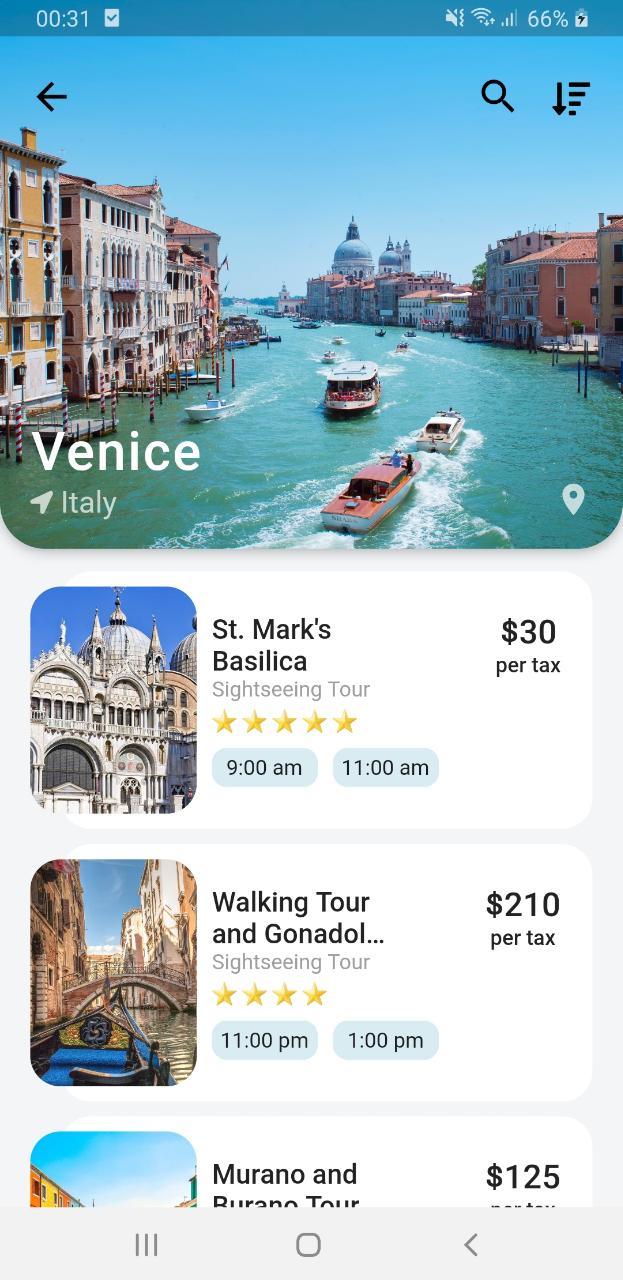 00:31 66%
Venice
Italy
St. Mark's
Basilica
$30
per tax
Sightseeing Tour
9:00 am 11:00 am
Walking Tour
and Gonadol...
$210
per tax
Sightseeing Tour
11:00 pm 1:00 pm
Murano and
Burano Tour
$125
per tax